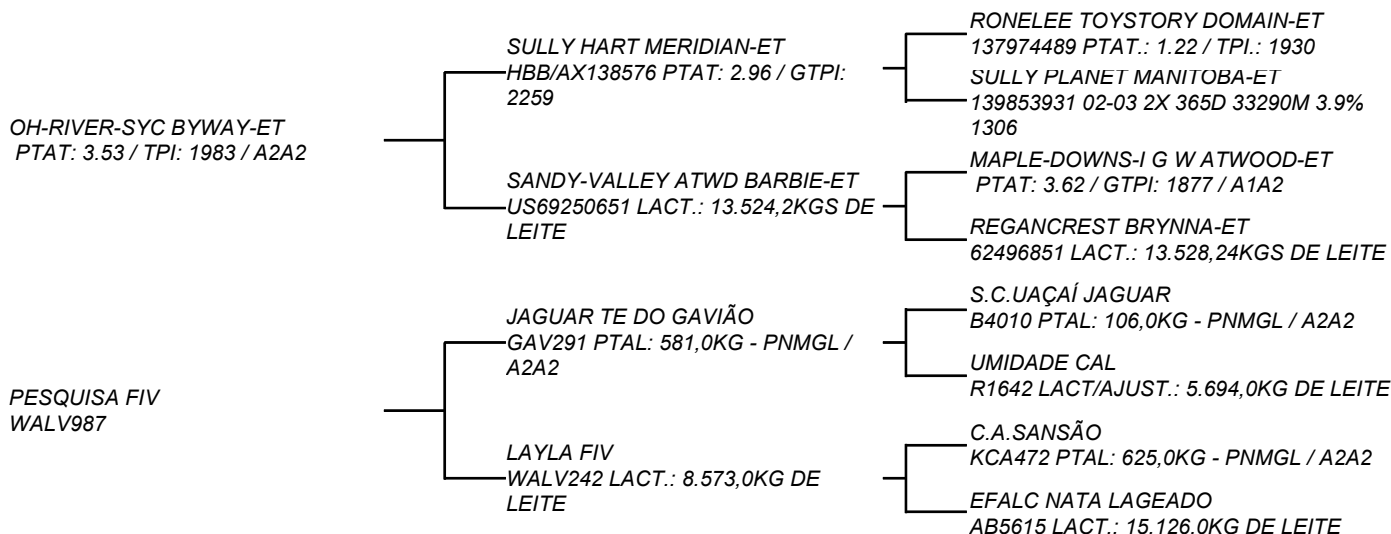 RONELEE TOYSTORY DOMAIN-ET
137974489 PTAT.: 1.22 / TPI.: 1930
SULLY HART MERIDIAN-ET
HBB/AX138576 PTAT: 2.96 / GTPI:
2259
SULLY PLANET MANITOBA-ET
139853931 02-03 2X 365D 33290M 3.9%
1306
OH-RIVER-SYC BYWAY-ET
PTAT: 3.53 / TPI: 1983 / A2A2
MAPLE-DOWNS-I G W ATWOOD-ET
PTAT: 3.62 / GTPI: 1877 / A1A2
SANDY-VALLEY ATWD BARBIE-ET
US69250651 LACT.: 13.524,2KGS DE
LEITE
REGANCREST BRYNNA-ET
62496851 LACT.: 13.528,24KGS DE LEITE
S.C.UAÇAÍ JAGUAR
B4010 PTAL: 106,0KG - PNMGL / A2A2
JAGUAR TE DO GAVIÃO
GAV291 PTAL: 581,0KG - PNMGL /
A2A2
UMIDADE CAL
R1642 LACT/AJUST.: 5.694,0KG DE LEITE
PESQUISA FIV
WALV987
C.A.SANSÃO
KCA472 PTAL: 625,0KG - PNMGL / A2A2
LAYLA FIV
WALV242 LACT.: 8.573,0KG DE
LEITE
EFALC NATA LAGEADO
AB5615 LACT.: 15.126,0KG DE LEITE